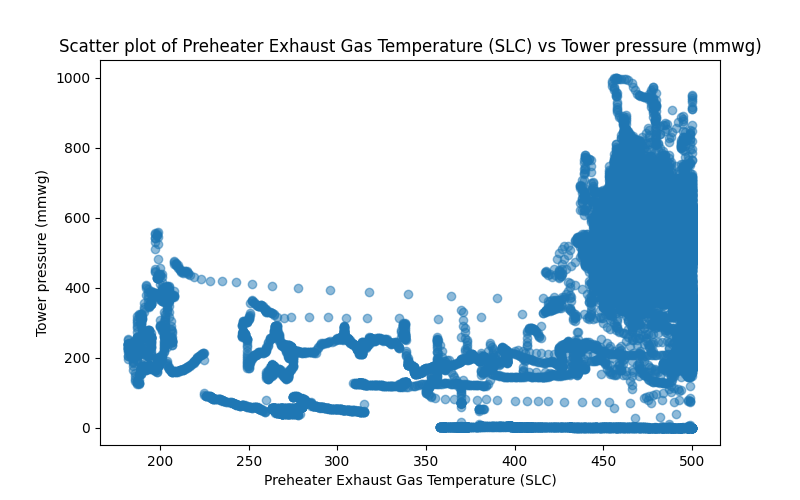 Scatter plot of Preheater Exhaust Gas Temperature (SLC) vs Tower pressure (mmwg)
1000
800
600
400
200
0
Tower pressure (mmwg)
200 250 300 350 400 450 500
Preheater Exhaust Gas Temperature (SLC)